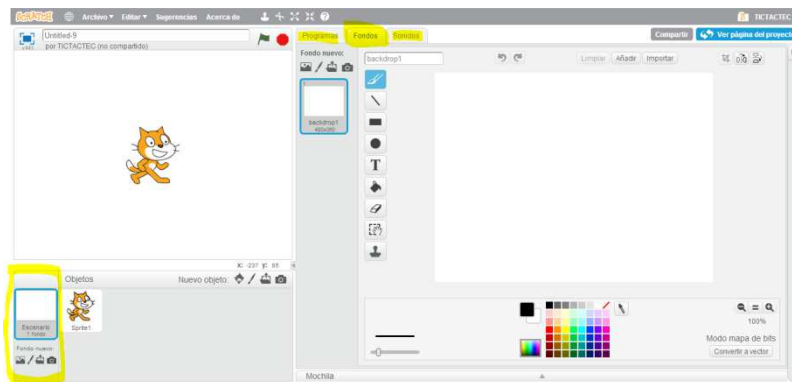 SCRATCH Archivo Editar Sugerencias Acerca de TICTACTEC
Untitled-9
por TICTACTEC (no compartido)
Programas Fondos Sonidos
Compartir Ver página del proyecto
Fondo nuevo:
backdrop1
Limpiar Añadir Importar
1
backdrop1
480x360
T
X: -237 y:
Objetos Nuevo objeto:
Escenario
1 fondo
Sprite1
Fondo nuevo:
100%
Modo mapa de bits
Convertir a vector
Mochila